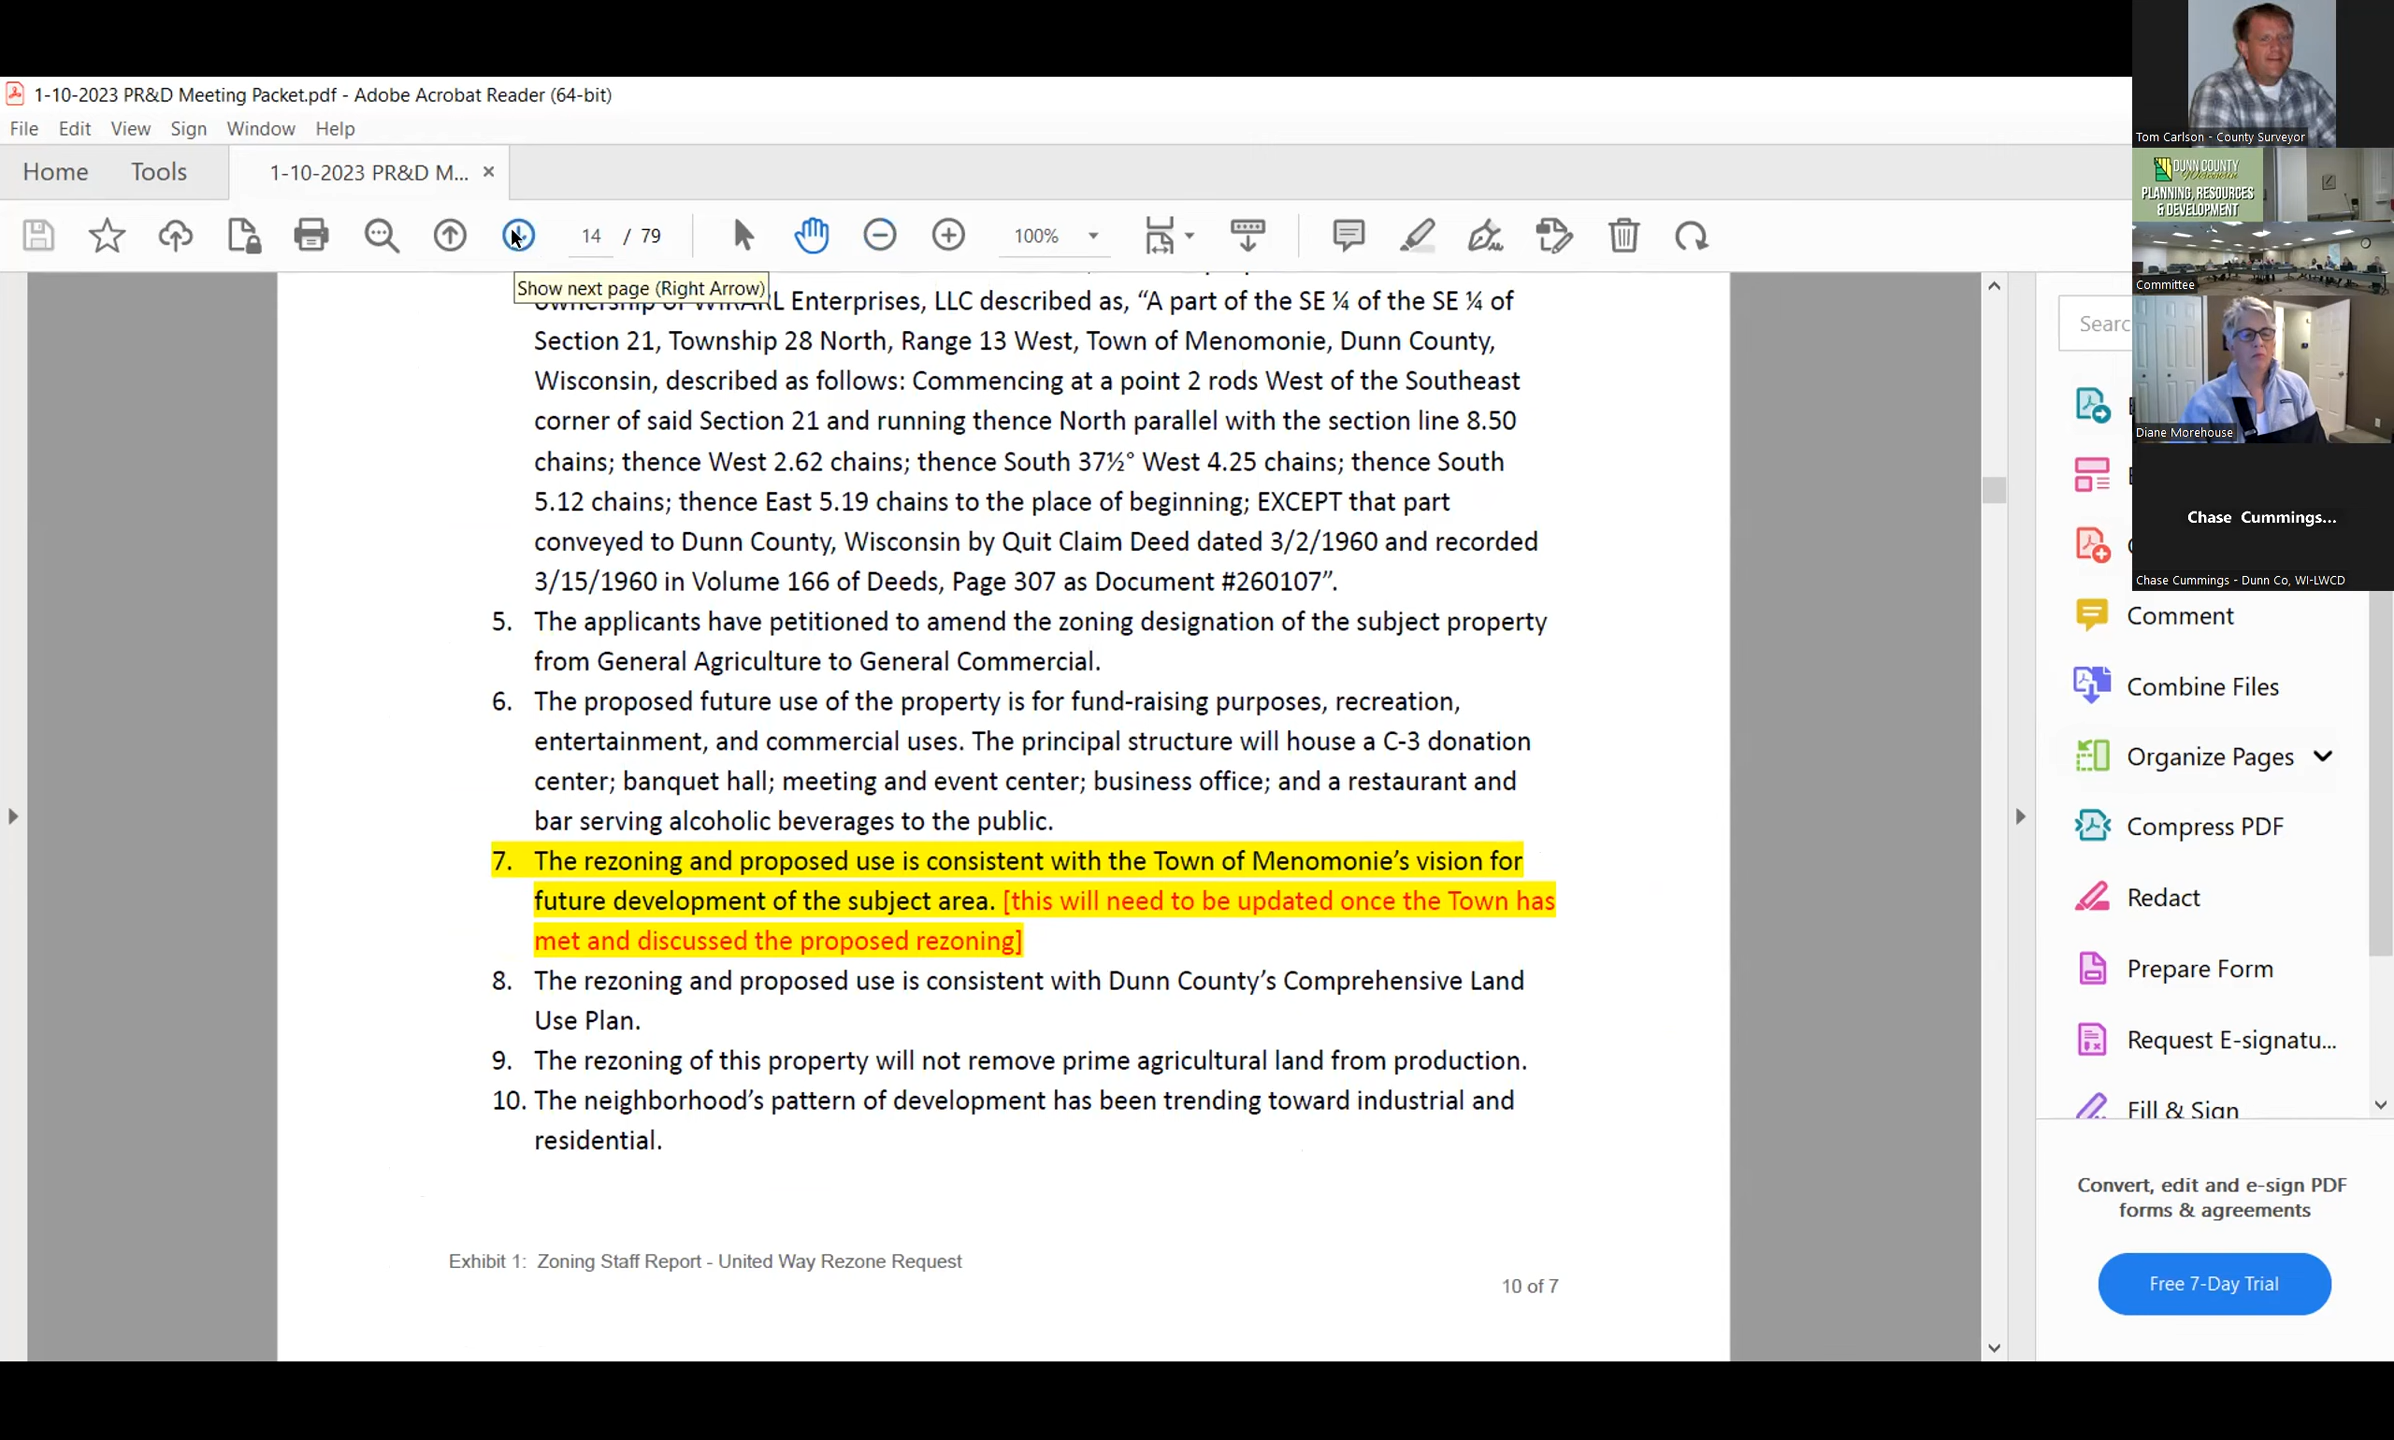 1-10-2023 PR&D Meeting Packet.pdf - Adobe Acrobat Reader (64-bit)
File Edit View Sign Window Help
Home Tools 1-10-2023 PR&D M... ×
14 / 79 100%
Show next page (Right Arrow)
Enterprises, LLC described as, “A part of the SE ¼ of the SE ¼ of
Section 21, Township 28 North, Range 13 West, Town of Menomonie, Dunn County,
Wisconsin, described as follows: Commencing at a point 2 rods West of the Southeast
corner of said Section 21 and running thence North parallel with the section line 8.50
chains; thence West 2.62 chains; thence South 37½° West 4.25 chains; thence South
5.12 chains; thence East 5.19 chains to the place of beginning; EXCEPT that part
conveyed to Dunn County, Wisconsin by Quit Claim Deed dated 3/2/1960 and recorded
3/15/1960 in Volume 166 of Deeds, Page 307 as Document #260107”.
5. The applicants have petitioned to amend the zoning designation of the subject property
from General Agriculture to General Commercial.
6. The proposed future use of the property is for fund-raising purposes, recreation,
entertainment, and commercial uses. The principal structure will house a C-3 donation
center; banquet hall; meeting and event center; business office; and a restaurant and
bar serving alcoholic beverages to the public.
7. The rezoning and proposed use is consistent with the Town of Menomonie’s vision for
future development of the subject area. [this will need to be updated once the Town has
met and discussed the proposed rezoning]
8. The rezoning and proposed use is consistent with Dunn County’s Comprehensive Land
Use Plan.
9. The rezoning of this property will not remove prime agricultural land from production.
10. The neighborhood’s pattern of development has been trending toward industrial and
residential.
Exhibit 1: Zoning Staff Report - United Way Rezone Request
10 of 7
Searc
Comment
Combine Files
Organize Pages
Compress PDF
Redact
Prepare Form
Request E-signatu...
Fill & Sign
Convert, edit and e-sign PDF
forms & agreements
Free 7-Day Trial
Tom Carlson - County Surveyor
DUNN COUNTY
Wisconsin
PLANNING, RESOURCES
& DEVELOPMENT
Committee
Diane Morehouse
Chase Cummings...
Chase Cummings - Dunn Co, WI-LWCD